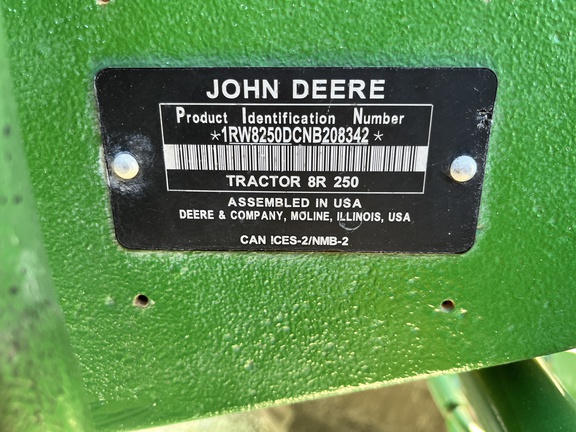 JOHN DEERE
Product Identification Number
*1RW8250DCNB208342*
TRACTOR 8R 250
ASSEMBLED IN USA
DEERE & COMPANY, MOLINE, ILLINOIS, USA
CAN ICES-2/NMB-2